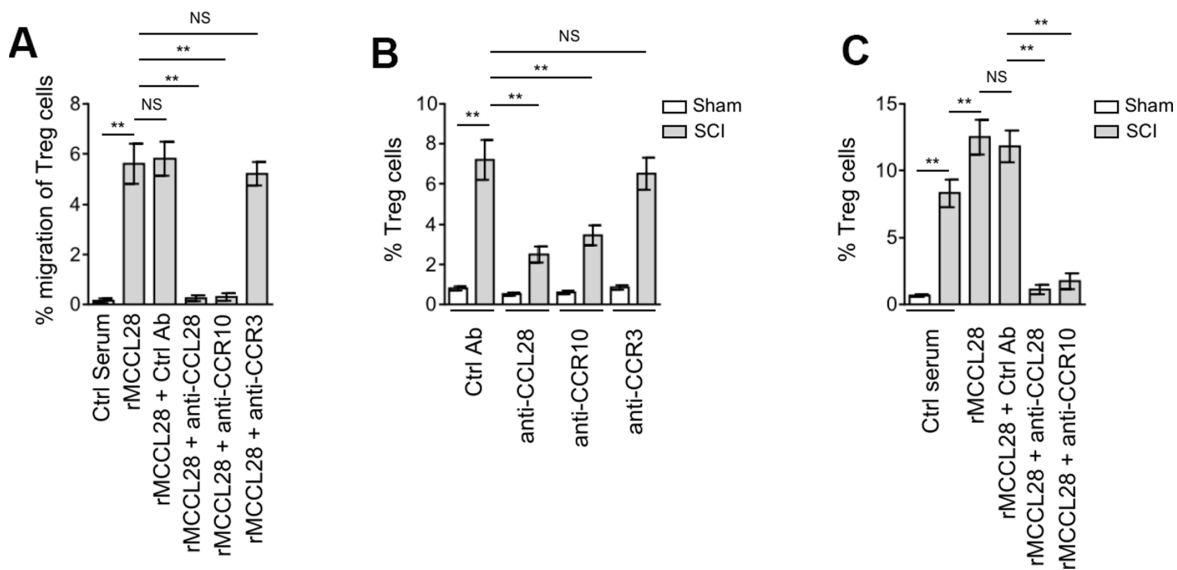 A
NS
**
**
** NS
% migration of Treg cells
8
6
4
2
0
Ctrl Serum
rMCCL28
rMCCL28 + Ctrl Ab
rMCCL28 + anti-CCL28
rMCCL28 + anti-CCR10
rMCCL28 + anti-CCR3
B
NS
**
**
**
Sham
SCI
% Treg cells
10
8
6
4
2
0
Ctrl Ab
anti-CCL28
anti-CCR10
anti-CCR3
C
**
**
NS
**
**
Sham
SCI
% Treg cells
15
10
5
0
Ctrl serum
rMCCL28
rMCCL28 + Ctrl Ab
rMCCL28 + anti-CCL28
rMCCL28 + anti-CCR10